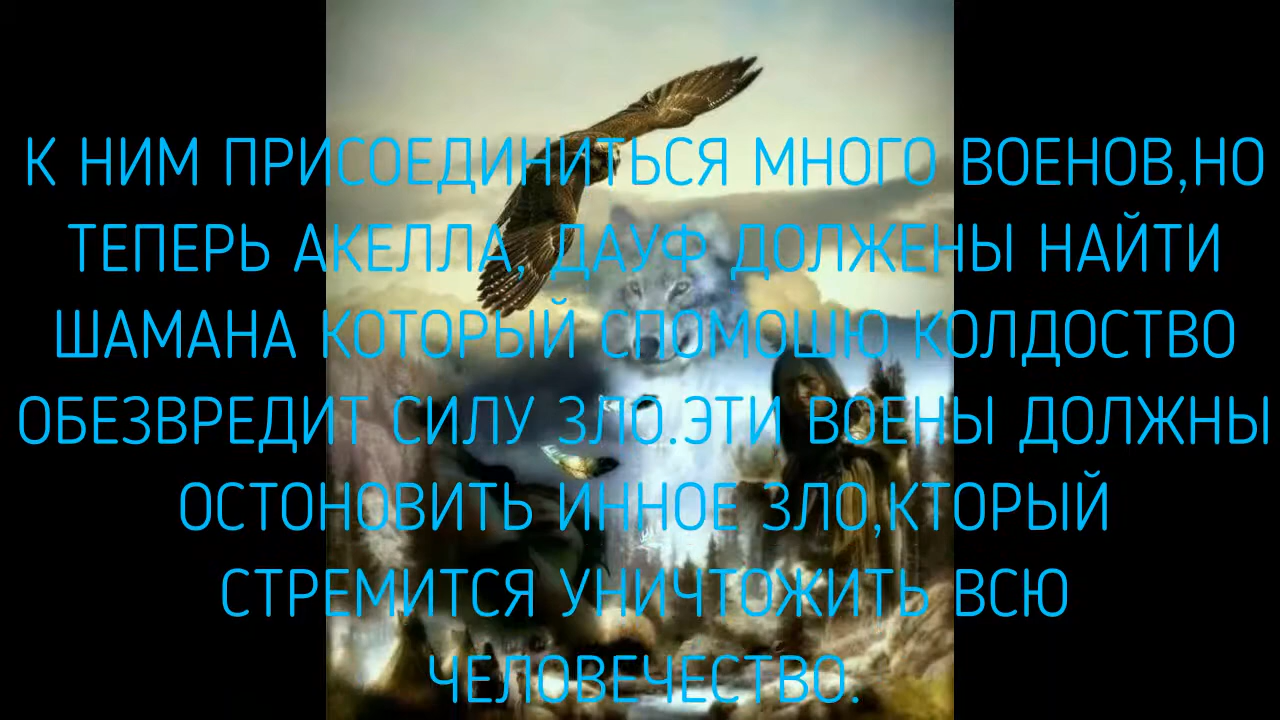 К НИМ ПРИСОЕДИНИТЬСЯ МНОГО ВОЕНОВ,НО
ТЕПЕРЬ АКЕЛЛА, ДАУФ ДОЛЖЕНЫ НАЙТИ
ШАМАНА КОТОРЫЙ СПОМОШЮ КОЛДОСТВО
ОБЕЗВРЕДИТ СИЛУ ЗЛО.ЭТИ ВОЕНЫ ДОЛЖНЫ
ОСТОНОВИТЬ ИННОЕ ЗЛО,КТОРЫЙ
СТРЕМИТСЯ УНИЧТОЖИТЬ ВСЮ
ЧЕЛОВЕЧЕСТВО.